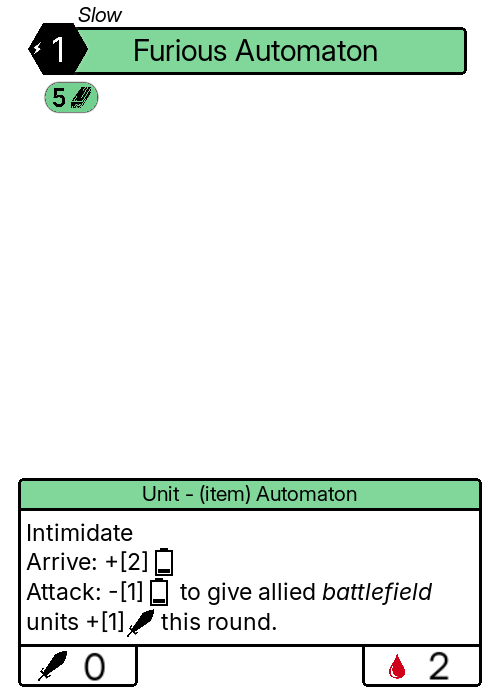 Slow
1 Furious Automaton
5
Unit - (item) Automaton
Intimidate
Arrive: +[2]
Attack: -[1] to give allied battlefield
units +[1] this round.
0 2